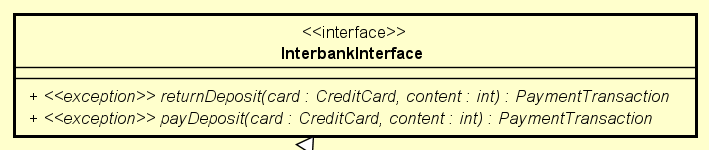 <<interface>>
InterbankInterface
+ <<exception>> returnDeposit(card : CreditCard, content : int) : PaymentTransaction
+ <<exception>> payDeposit(card : CreditCard, content : int) : PaymentTransaction